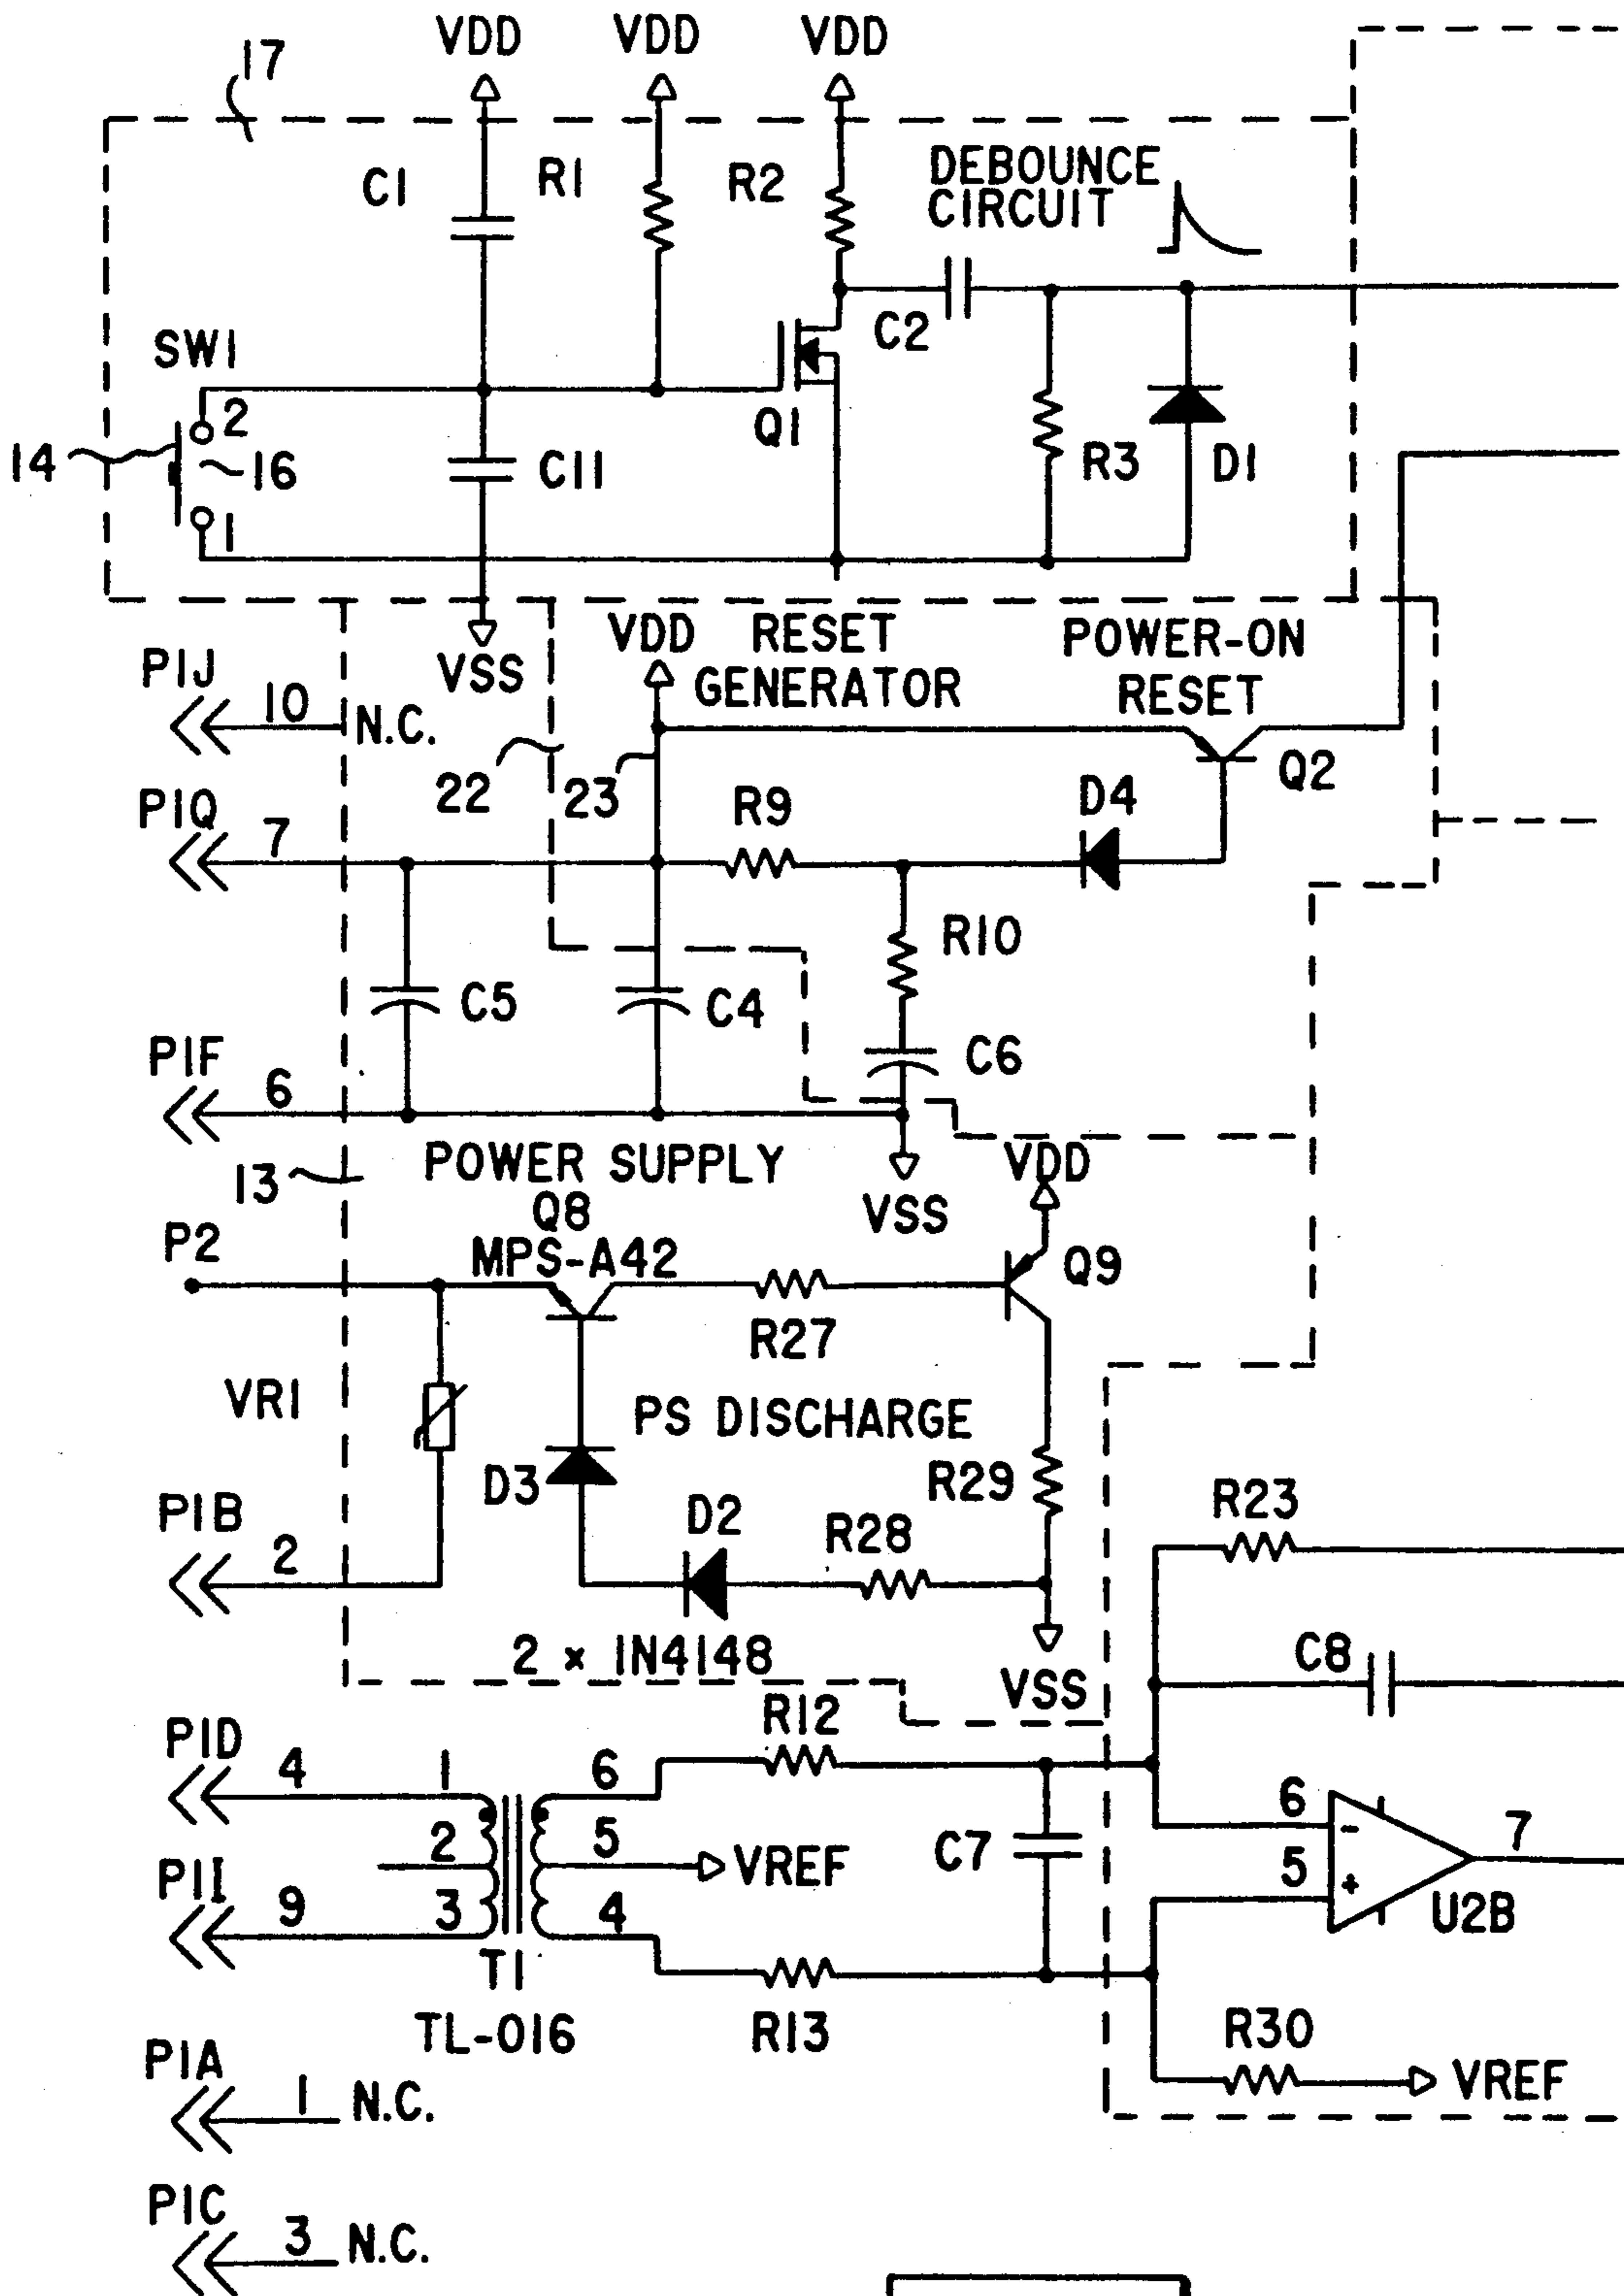 VDD
VDD
VDD
17
C1
R1
R2
DEBOUNCE
CIRCUIT
C2
SW1
2
Q1
14
16
C11
R3
D1
1
VDD
RESET
GENERATOR
POWER-ON
RESET
VSS
P1J
10
N.C.
22
23
Q2
P1Q
7
R9
D4
R10
C5
C4
C6
P1F
6
13
POWER SUPPLY
VDD
VSS
Q8
MPS-A42
P2
Q9
R27
VR1
PS DISCHARGE
D3
R29
R23
P1B
2
D2
R28
2 x 1N4148
C8
VSS
R12
P1D
4
1
6
2
5
VREF
C7
6
-
7
P1I
9
3
4
5
+
U2B
T1
TL-016
R13
R30
VREF
P1A
1
N.C.
P1C
3
N.C.